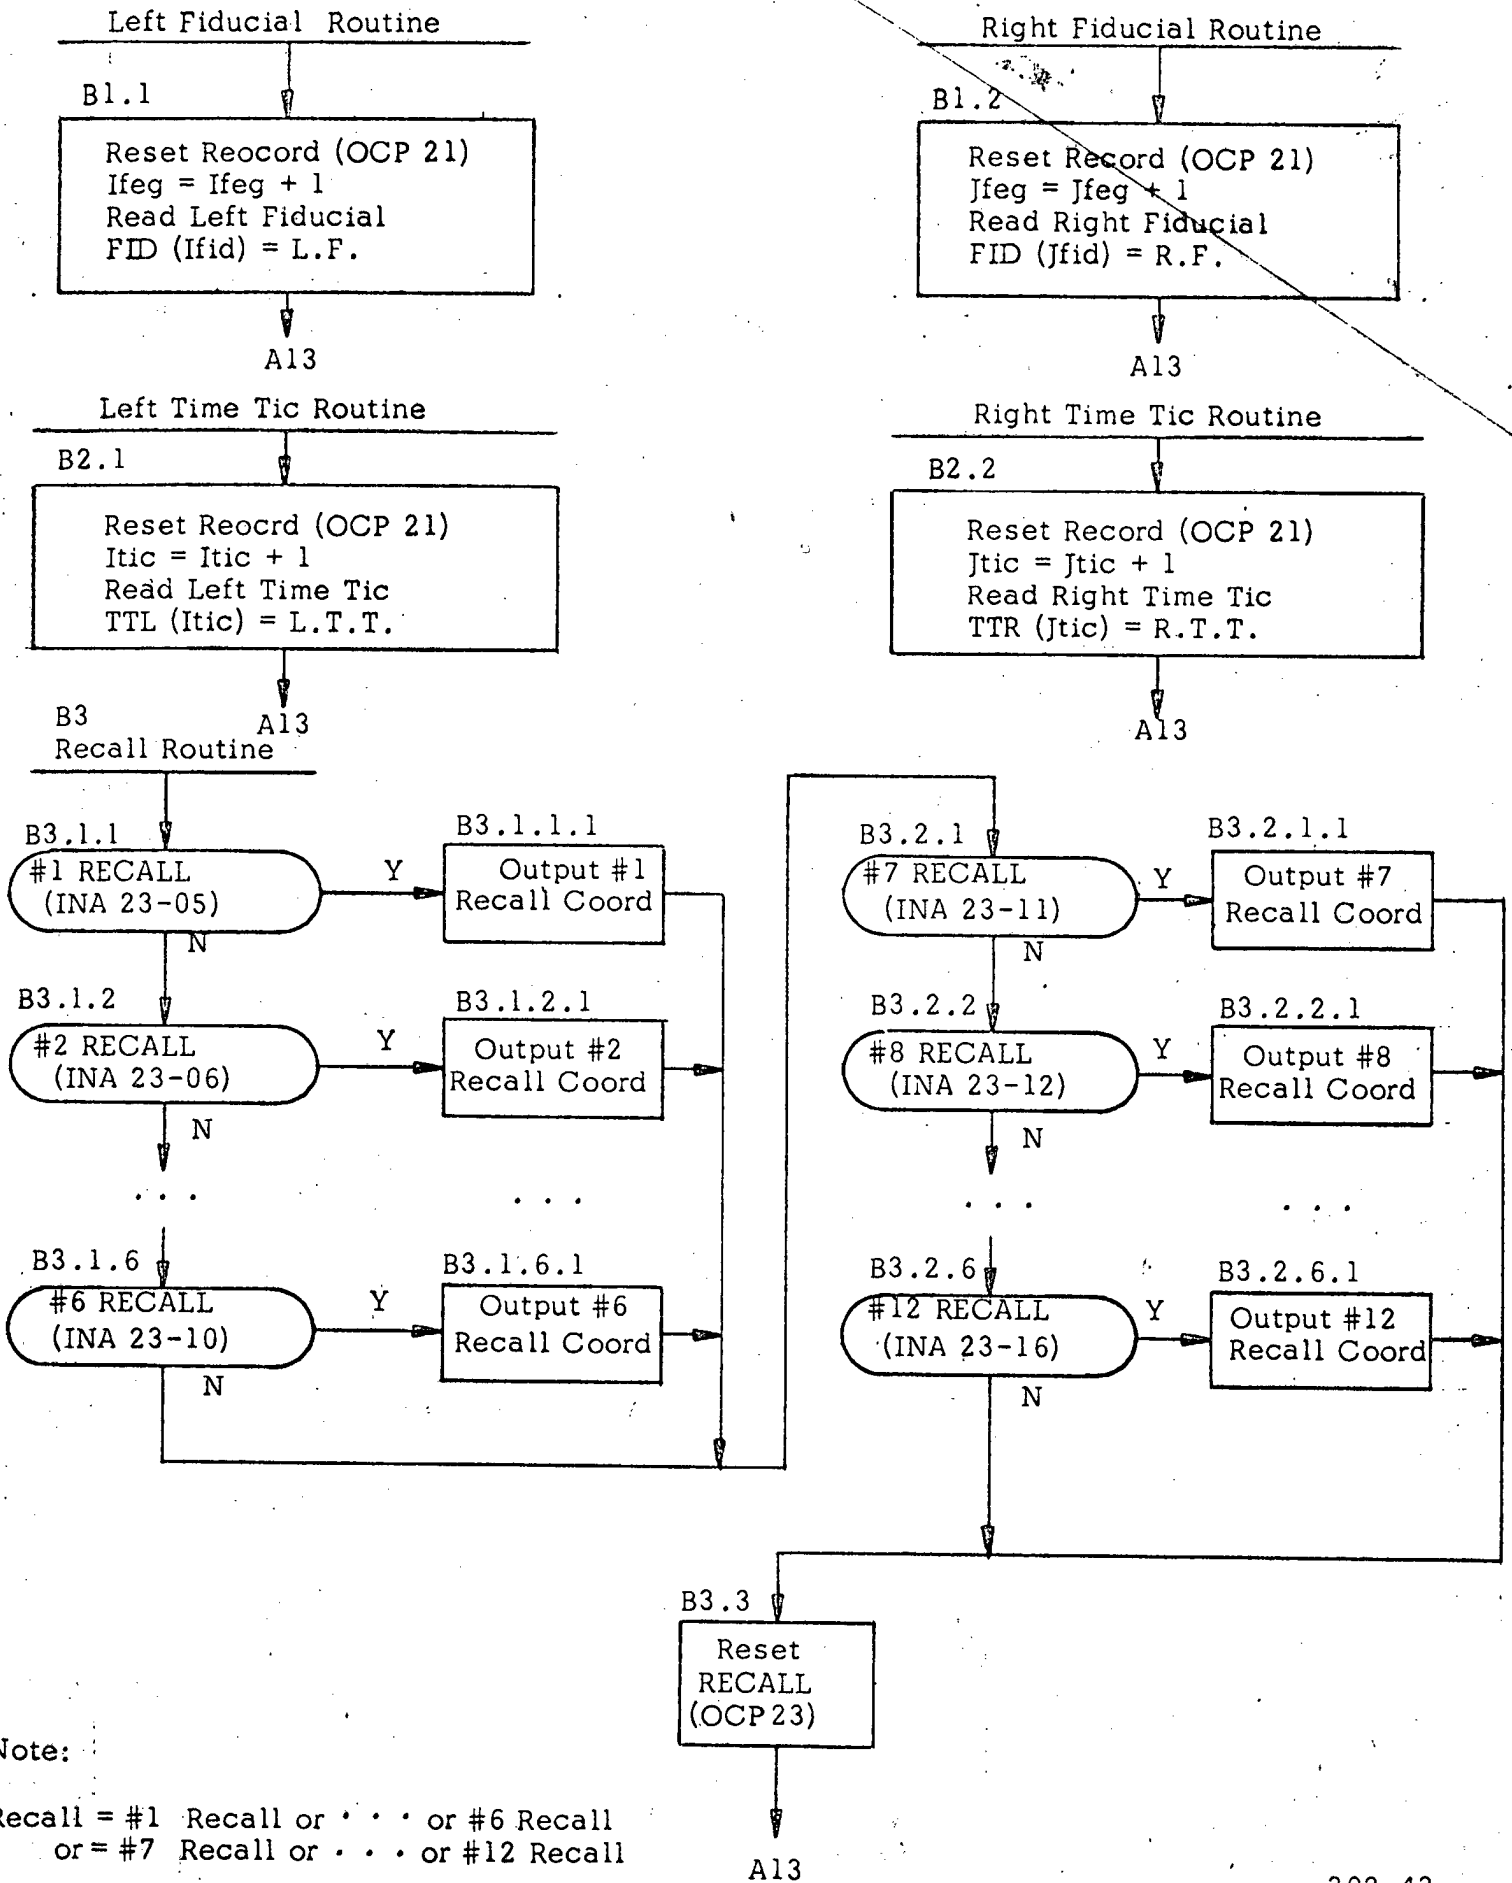 Left Fiducial Routine
B1.1
Reset Reocord (OCP 21)
Ifeg = Ifeg + 1
Read Left Fiducial
FID (Ifid) = L.F.
A13
Right Fiducial Routine
B1.2
Reset Record (OCP 21)
Jfeg = Jfeg + 1
Read Right Fiducial
FID (Jfid) = R.F.
A13
Left Time Tic Routine
B2.1
Reset Reocrd (OCP 21)
Itic = Itic + 1
Read Left Time Tic
TTL (Itic) = L.T.T.
A13
Right Time Tic Routine
B2.2
Reset Record (OCP 21)
Jtic = Jtic + 1
Read Right Time Tic
TTR (Jtic) = R.T.T.
A13
B3
Recall Routine
B3.1.1
#1 RECALL
(INA 23-05)
Y
N
B3.1.1.1
Output #1
Recall Coord
B3.1.2
#2 RECALL
(INA 23-06)
Y
N
B3.1.2.1
Output #2
Recall Coord
. . .
. . .
B3.1.6
#6 RECALL
(INA 23-10)
Y
N
B3.1.6.1
Output #6
Recall Coord
B3.2.1
#7 RECALL
(INA 23-11)
Y
N
B3.2.1.1
Output #7
Recall Coord
B3.2.2
#8 RECALL
(INA 23-12)
Y
N
B3.2.2.1
Output #8
Recall Coord
. . .
. . .
B3.2.6
#12 RECALL
(INA 23-16)
Y
N
B3.2.6.1
Output #12
Recall Coord
B3.3
Reset
RECALL
(OCP 23)
A13
Note:
Recall = #1 Recall or . . . or #6 Recall
or = #7 Recall or . . . or #12 Recall